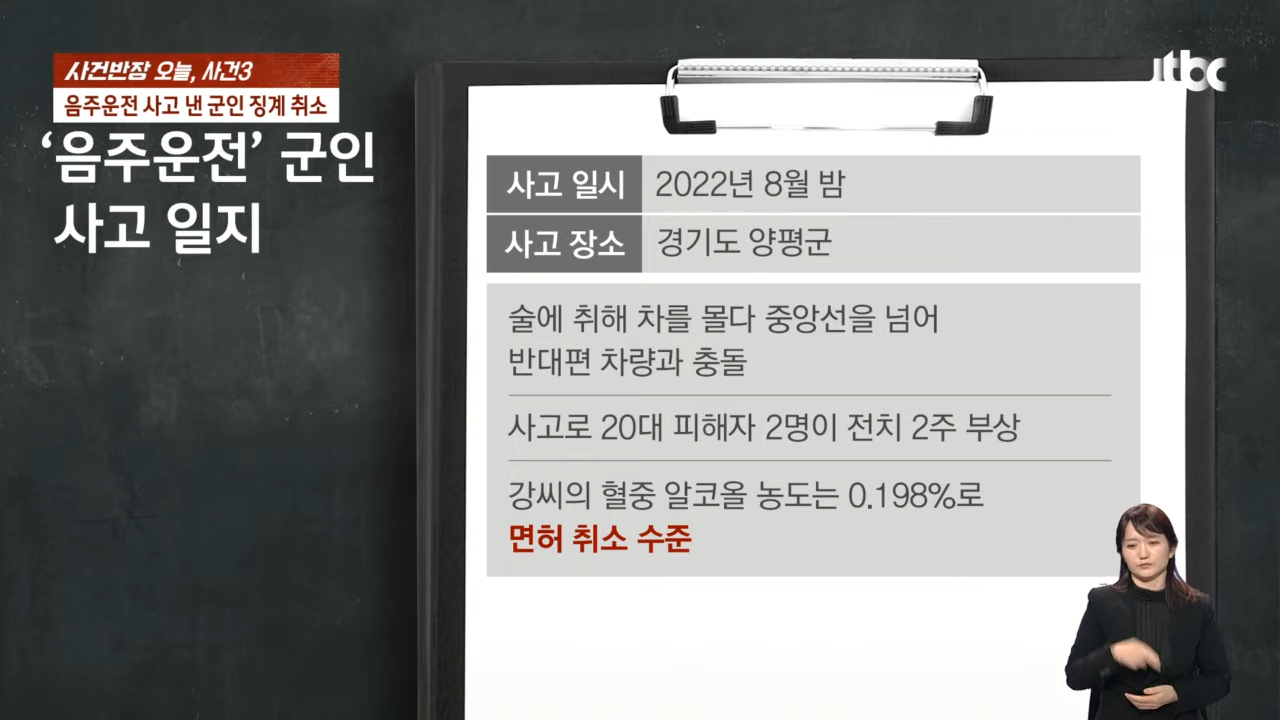 사건반장 오늘, 사건3
음주운전 사고 낸 군인 징계 취소
jtbc
‘음주운전’ 군인
사고 일지
사고 일시 2022년 8월 밤
사고 장소 경기도 양평군
술에 취해 차를 몰다 중앙선을 넘어
반대편 차량과 충돌
사고로 20대 피해자 2명이 전치 2주 부상
강씨의 혈중 알코올 농도는 0.198%로
면허 취소 수준